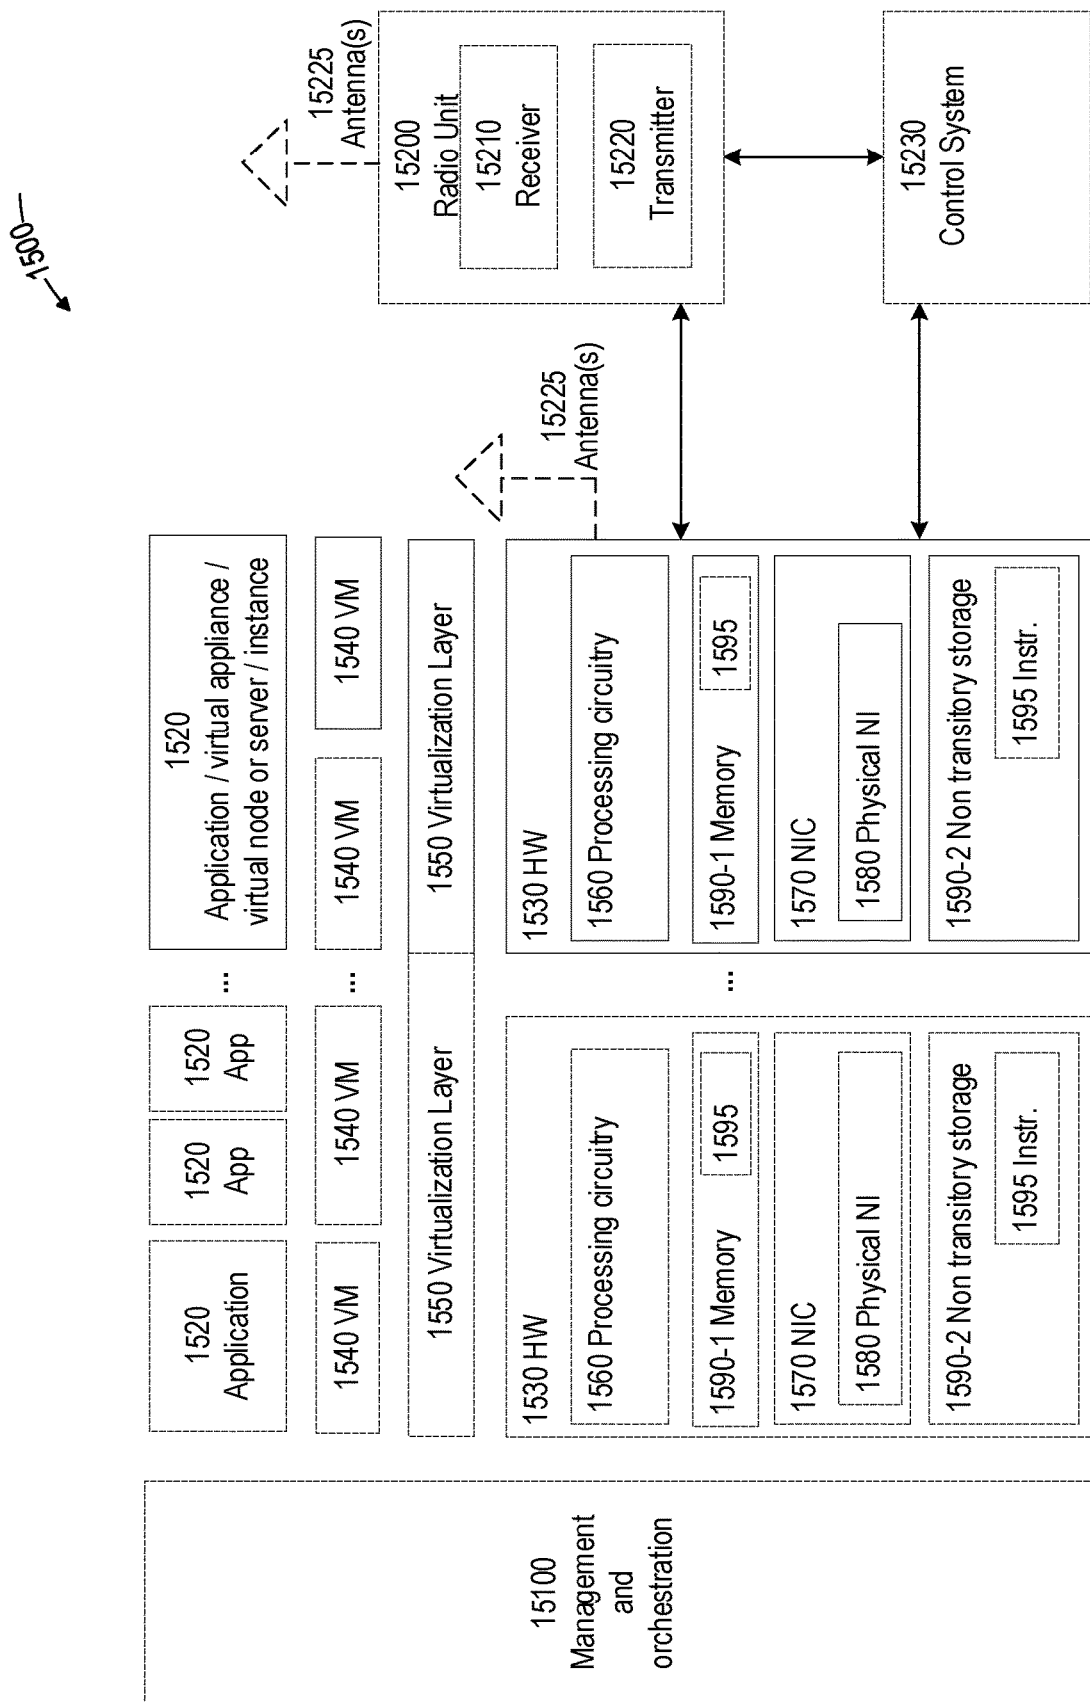 1500
15100
Management
and
orchestration
1520
Application
1520
App
1520
App
...
1520
Application / virtual appliance /
virtual node or server / instance
1540 VM
1540 VM
...
1540 VM
1540 VM
1550 Virtualization Layer
1550 Virtualization Layer
1530 HW
1560 Processing circuitry
1590-1 Memory
1595
1570 NIC
1580 Physical NI
1590-2 Non transitory storage
1595 Instr.
...
1530 HW
1560 Processing circuitry
1590-1 Memory
1595
1570 NIC
1580 Physical NI
1590-2 Non transitory storage
1595 Instr.
15225
Antenna(s)
15225
Antenna(s)
15200
Radio Unit
15210
Receiver
15220
Transmitter
15230
Control System